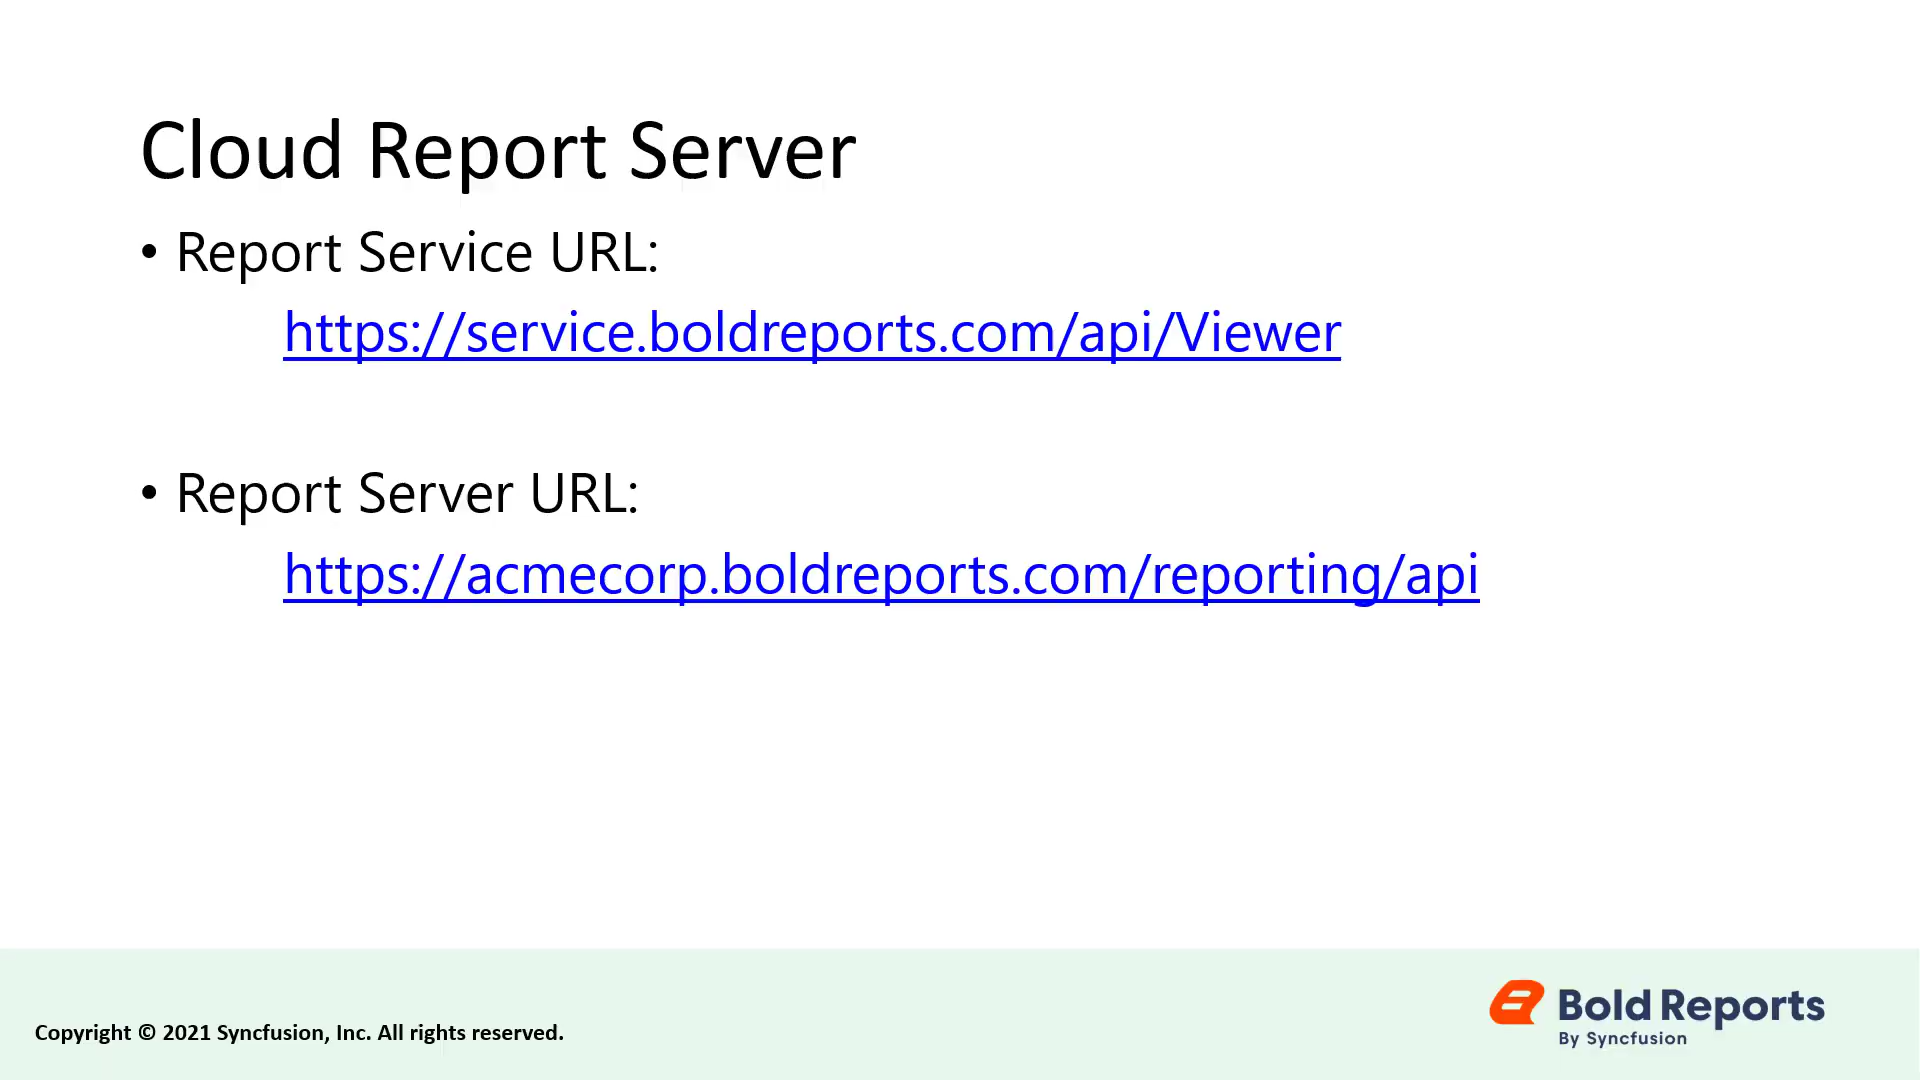 Cloud Report Server
• Report Service URL:
https://service.boldreports.com/api/Viewer
• Report Server URL:
https://acmecorp.boldreports.com/reporting/api
Copyright © 2021 Syncfusion, Inc. All rights reserved.
Bold Reports
By Syncfusion